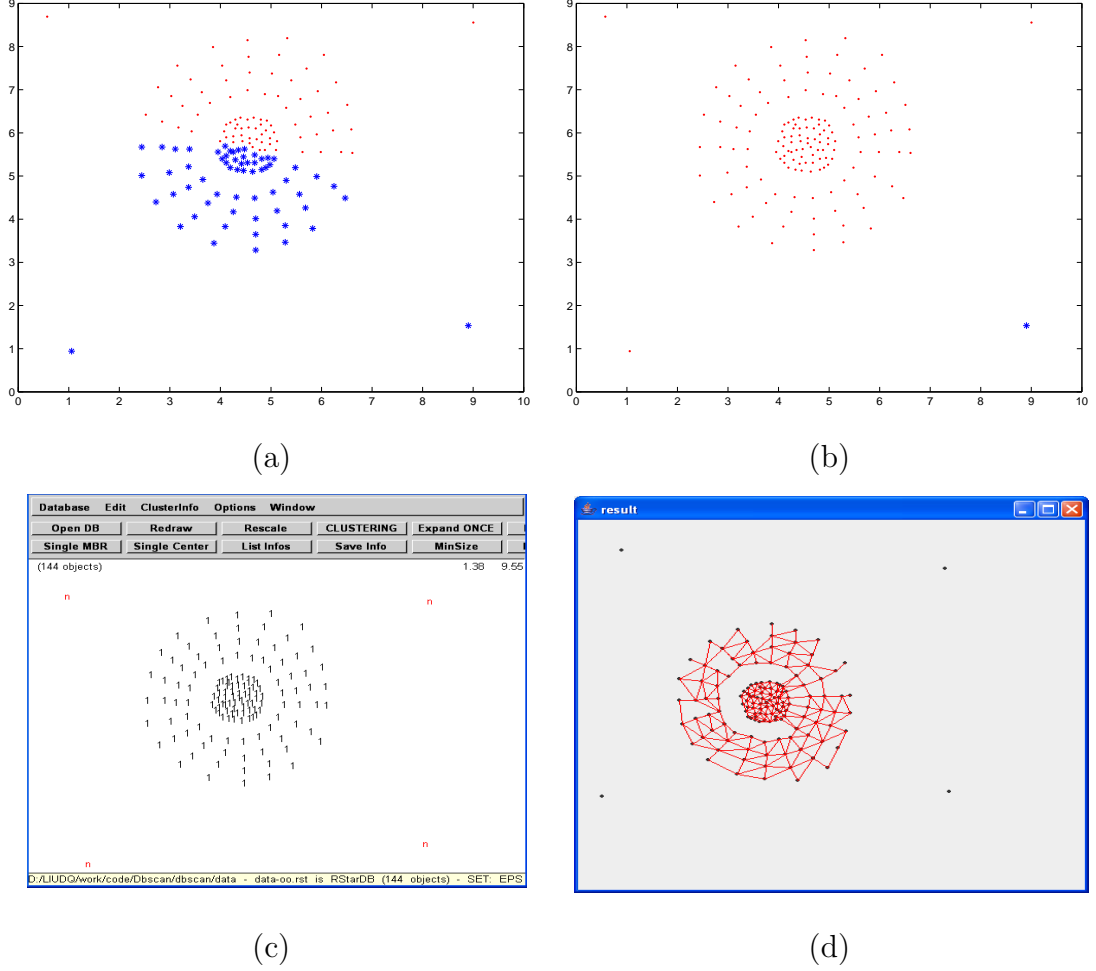 9
8
7
6
5
4
3
2
1
0
0 1 2 3 4 5 6 7 8 9 10
(a)
9
8
7
6
5
4
3
2
1
0
0 1 2 3 4 5 6 7 8 9 10
(b)
Database Edit ClusterInfo Options Window
Open DB Redraw Rescale CLUSTERING Expand ONCE
Single MBR Single Center List Infos Save Info MinSize
(144 objects) 1.38 9.55
n n
n
n
D:/LIUDQ/work/code/Dbscan/dbscan/data - data-oo.rst is RStarDB (144 objects) - SET: EPS
(c)
result
(d)